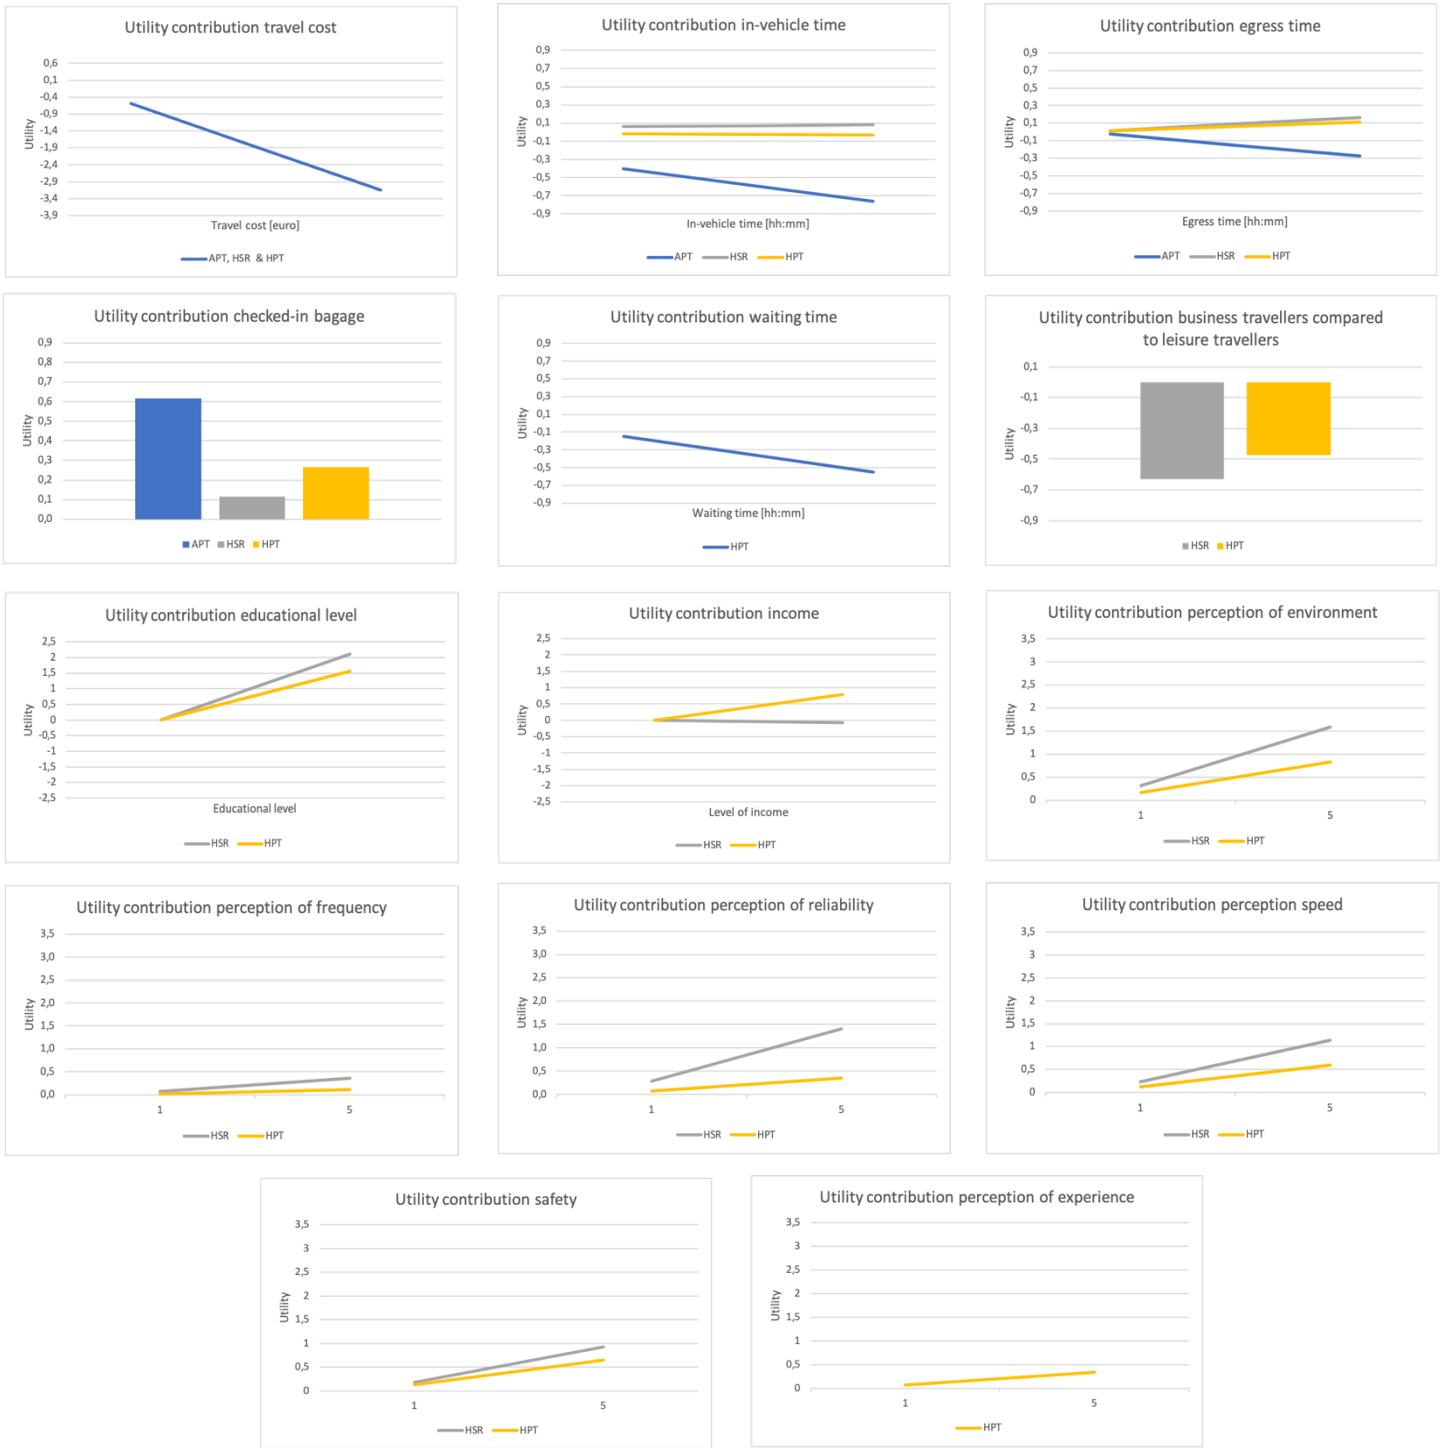 Utility contribution travel cost
0,6
0,1
-0,4
-0,9
-1,4
-1,9
-2,4
-2,9
-3,4
-3,9
Utility
Travel cost [euro]
APT, HSR & HPT
Utility contribution in-vehicle time
0,9
0,7
0,5
0,3
0,1
-0,1
-0,3
-0,5
-0,7
-0,9
Utility
In-vehicle time [hh:mm]
APT HSR HPT
Utility contribution egress time
0,9
0,7
0,5
0,3
0,1
-0,1
-0,3
-0,5
-0,7
-0,9
Utility
Egress time [hh:mm]
APT HSR HPT
Utility contribution checked-in bagage
0,9
0,8
0,7
0,6
0,5
0,4
0,3
0,2
0,1
0,0
Utility
APT HSR HPT
Utility contribution waiting time
0,9
0,7
0,5
0,3
0,1
-0,1
-0,3
-0,5
-0,7
-0,9
Utility
Waiting time [hh:mm]
HPT
Utility contribution business travellers compared
to leisure travellers
0,1
-0,1
-0,3
-0,5
-0,7
-0,9
Utility
HSR HPT
Utility contribution educational level
2,5
2
1,5
1
0,5
0
-0,5
-1
-1,5
-2
-2,5
Utility
Educational level
HSR HPT
Utility contribution income
2,5
2
1,5
1
0,5
0
-0,5
-1
-1,5
-2
-2,5
Utility
Level of income
HSR HPT
Utility contribution perception of environment
3,5
3
2,5
2
1,5
1
0,5
0
Utility
1 5
HSR HPT
Utility contribution perception of frequency
3,5
3,0
2,5
2,0
1,5
1,0
0,5
0,0
Utility
1 5
HSR HPT
Utility contribution perception of reliability
3,5
3,0
2,5
2,0
1,5
1,0
0,5
0,0
Utility
1 5
HSR HPT
Utility contribution perception speed
3,5
3
2,5
2
1,5
1
0,5
0
Utility
1 5
HSR HPT
Utility contribution safety
3,5
3
2,5
2
1,5
1
0,5
0
Utility
1 5
HSR HPT
Utility contribution perception of experience
3,5
3
2,5
2
1,5
1
0,5
0
Utility
1 5
HPT